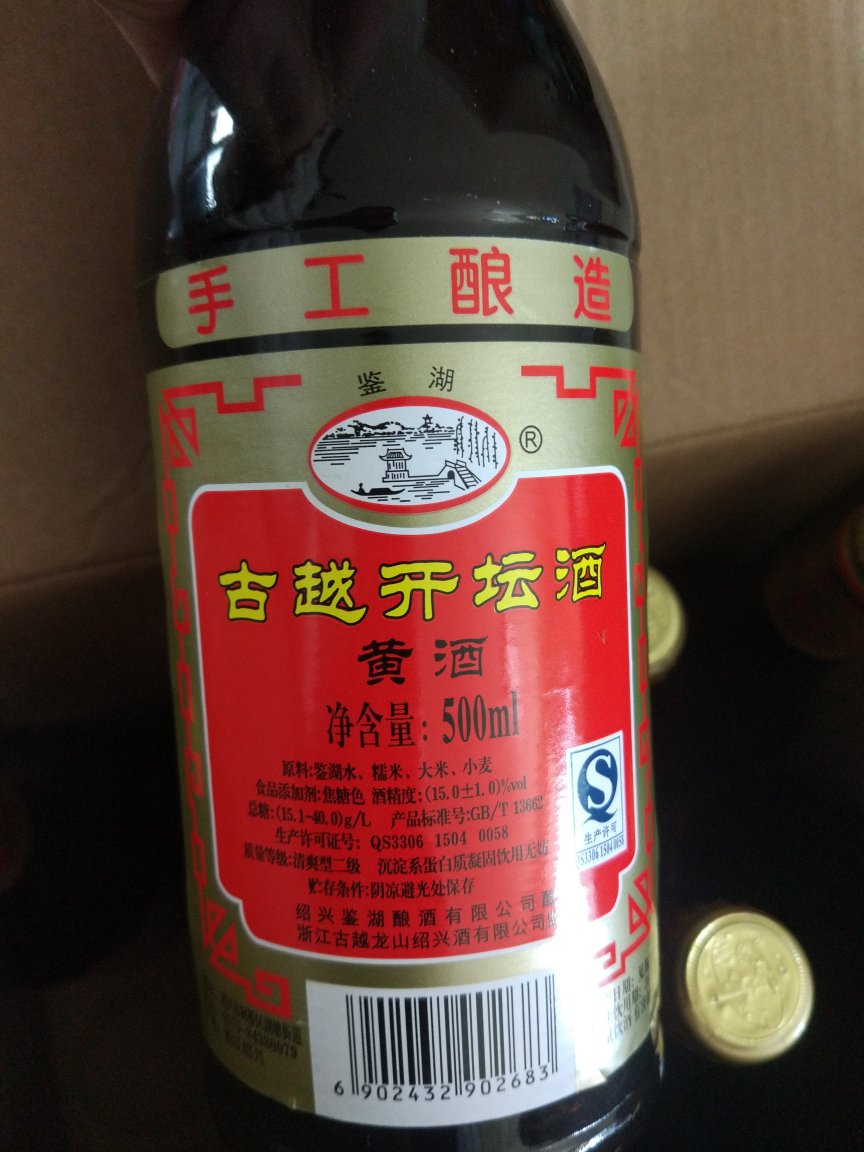 手工酿造
鉴湖
®
古越开坛酒
黄酒
净含量:500ml
原料:鉴湖水、糯米、大米、小麦
食品添加剂:焦糖色 酒精度:(15.0±1.0)%vol
总糖:(15.1-40.0)g/L 产品标准号:GB/T 13662
生产许可证号: QS3306 1504 0058
质量等级:清爽型二级 沉淀系蛋白质凝固饮用无妨
贮存条件:阴凉避光处保存
绍兴鉴湖酿酒有限公司
浙江古越龙山绍兴酒有限公司
生产许可
QS3306 1504 0058
6 902432 902683